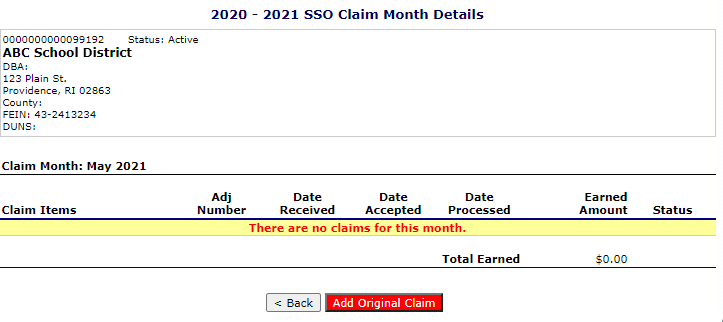 2020 - 2021 SSO Claim Month Details
0000000000099192 Status: Active
ABC School District
DBA:
123 Plain St.
Providence, RI 02863
County:
FEIN: 43-2413234
DUNS:
Claim Month: May 2021
Claim Items Adj Number Date Received Date Accepted Date Processed Earned Amount Status
There are no claims for this month.
Total Earned $0.00
< Back Add Original Claim